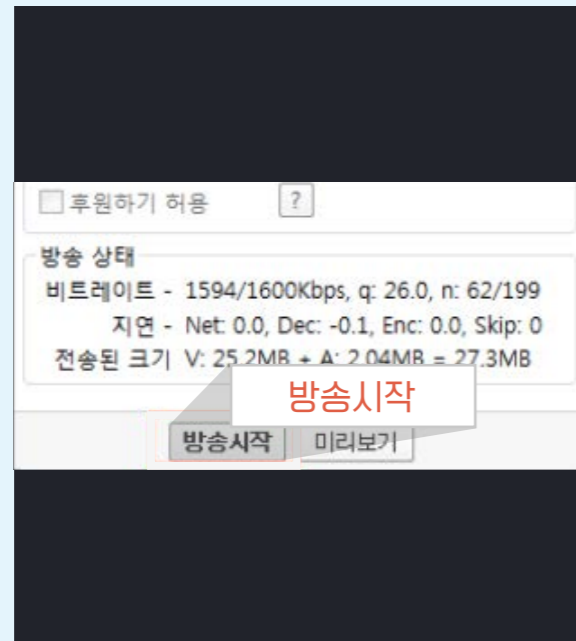 후원하기 허용 ?
방송 상태
비트레이트 - 1594/1600Kbps, q: 26.0, n: 62/199
지연 - Net: 0.0, Dec: -0.1, Enc: 0.0, Skip: 0
전송된 크기 V: 25.2MB + A: 2.04MB = 27.3MB
방송시작
방송시작 미리보기